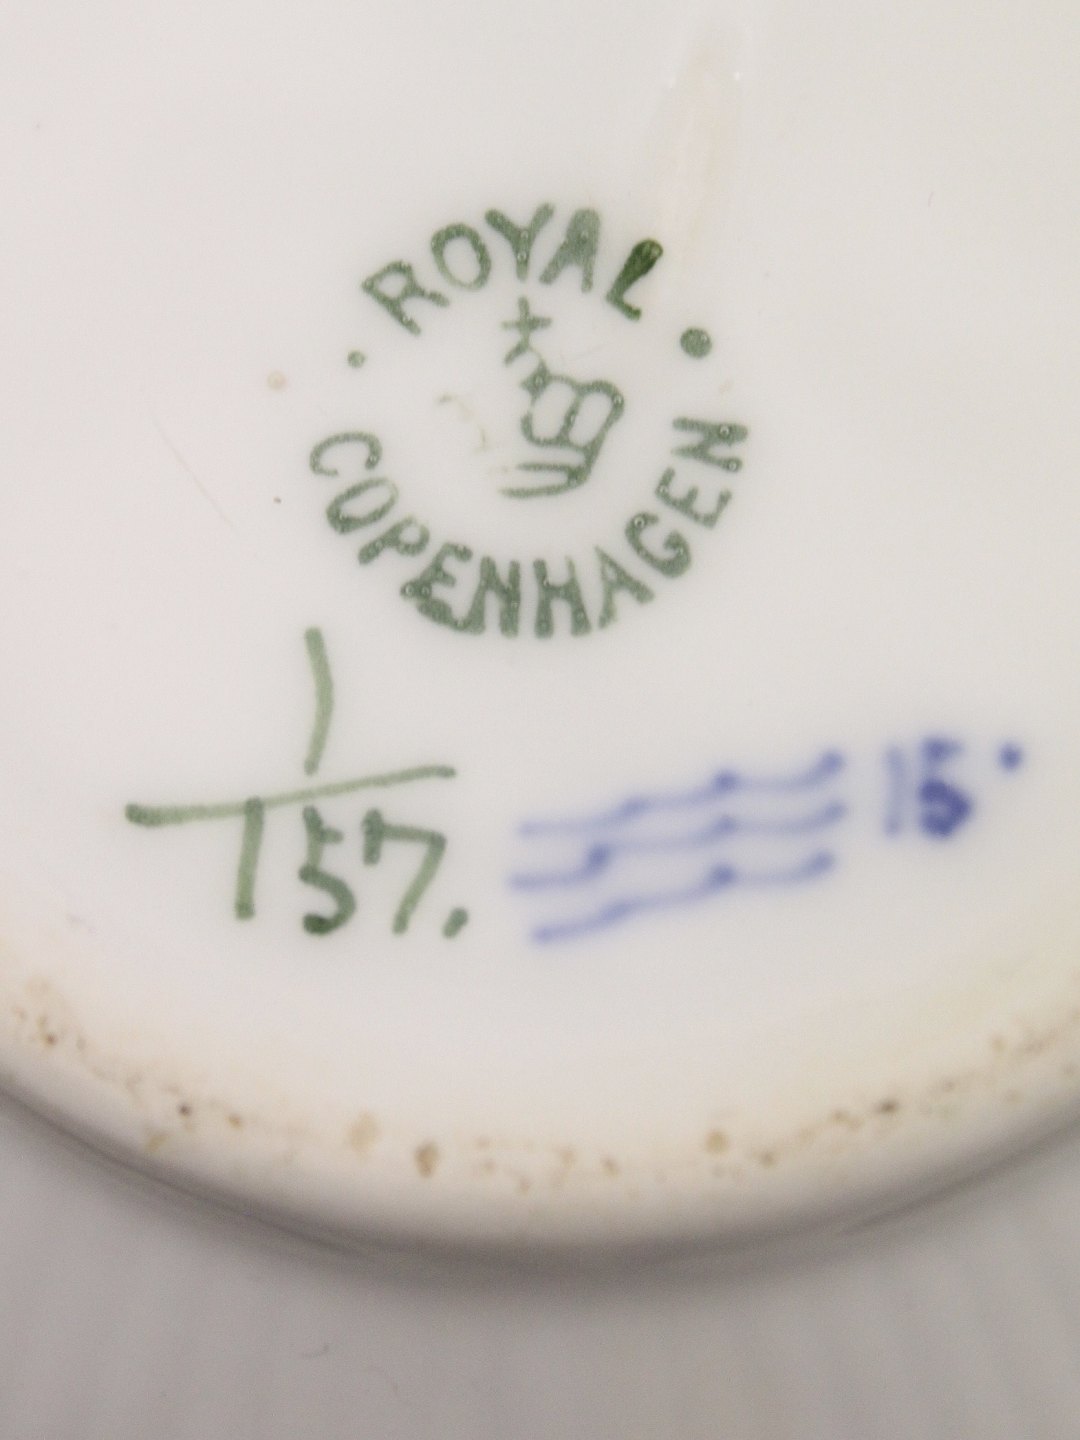 ROYAL
COPENHAGEN
1
157.
15.